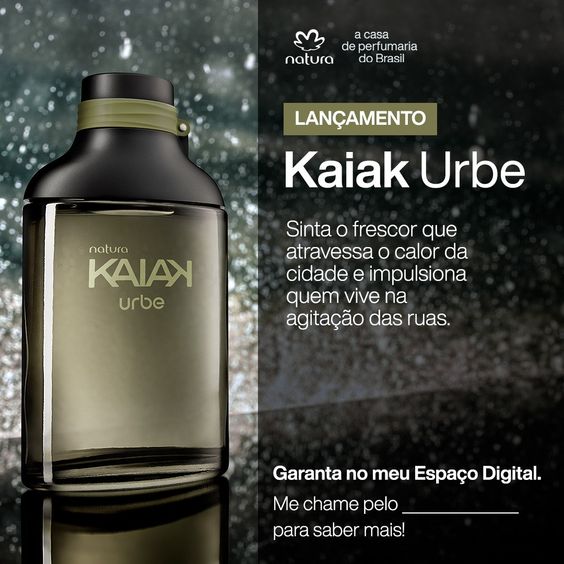 natura
a casa
de perfumaria
do Brasil
LANÇAMENTO
Kaiak Urbe
Sinta o frescor que
atravessa o calor da
cidade e impulsiona
quem vive na
agitação das ruas.
natura
KAIAK
urbe
Garanta no meu Espaço Digital.
Me chame pelo ____________
para saber mais!